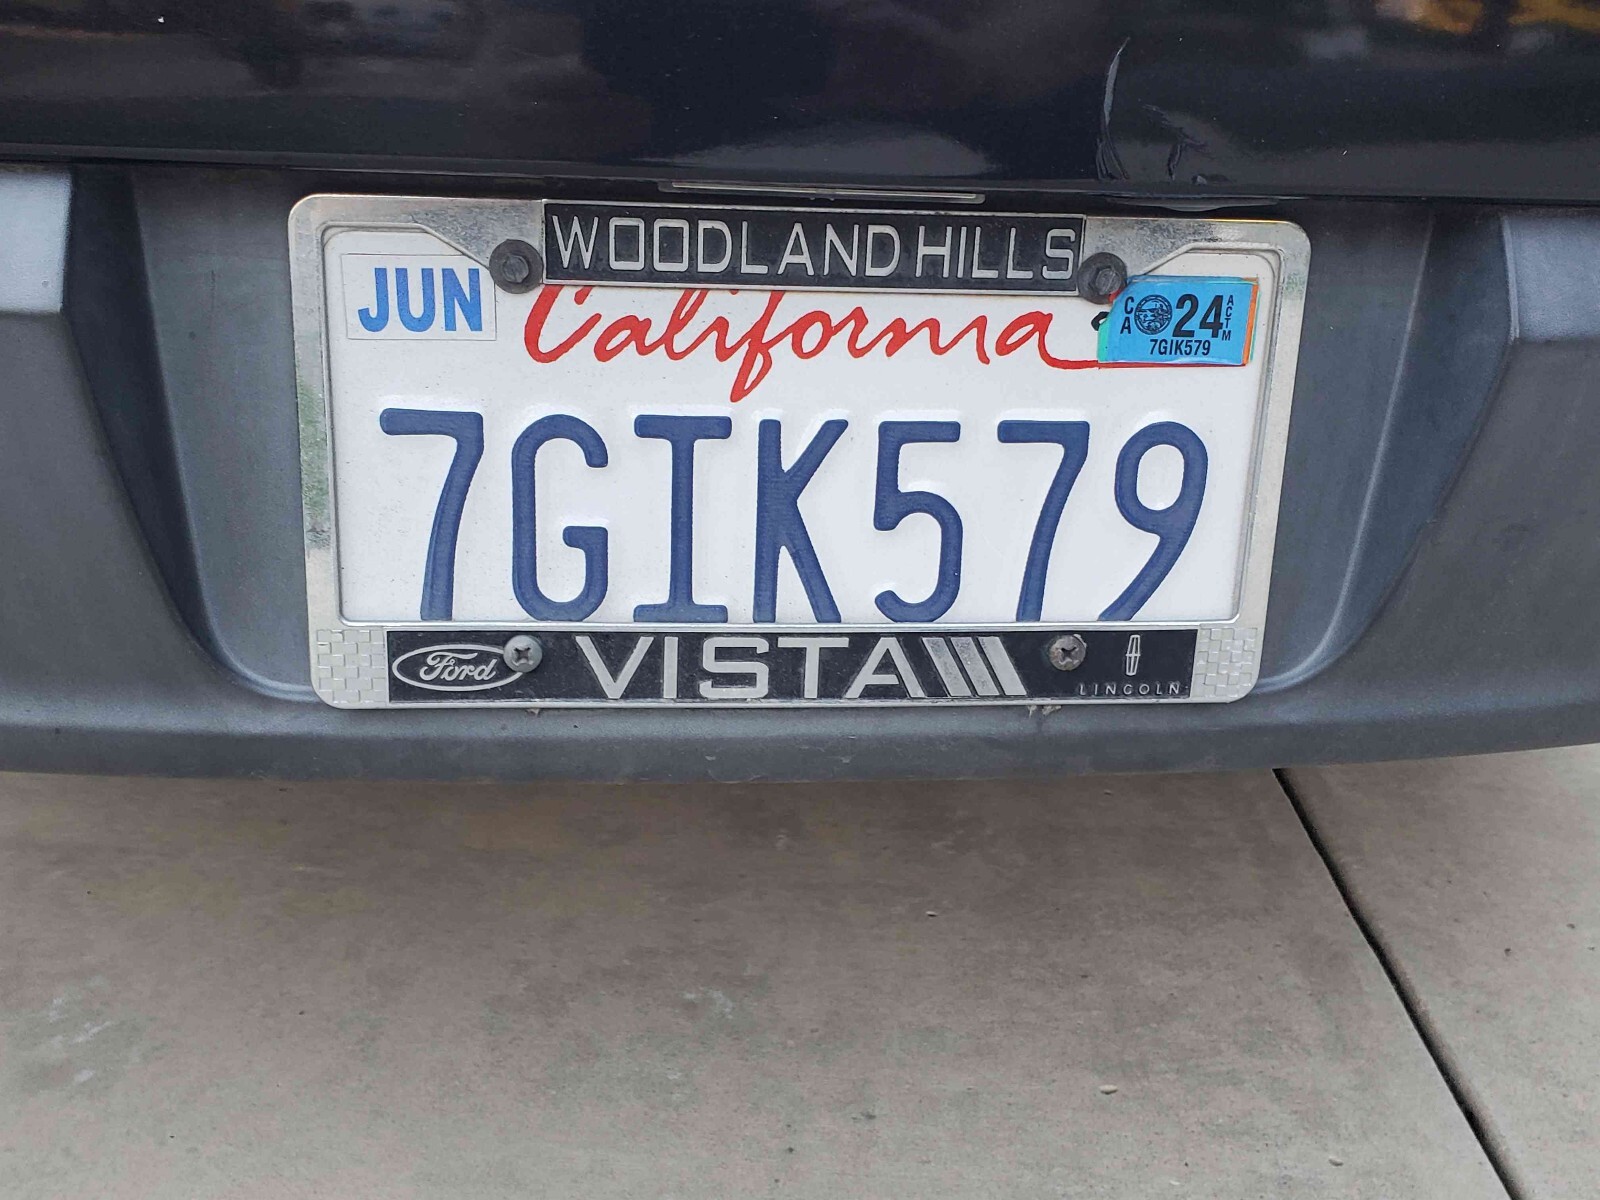 WOODLAND HILLS
JUN
California
CA 24 ACTM
7GIK579
7GIK579
Ford VISTA LINCOLN